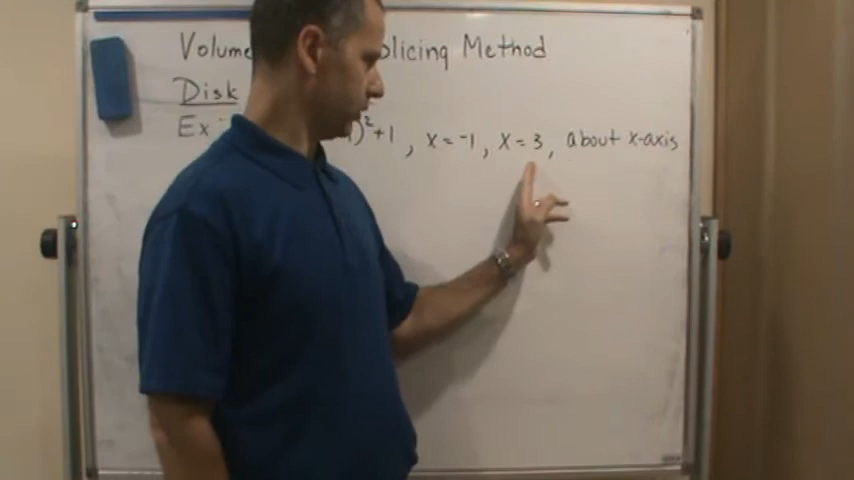 Volume Slicing Method
Disk
Ex: )²+1 , x=-1, x=3, about x-axis